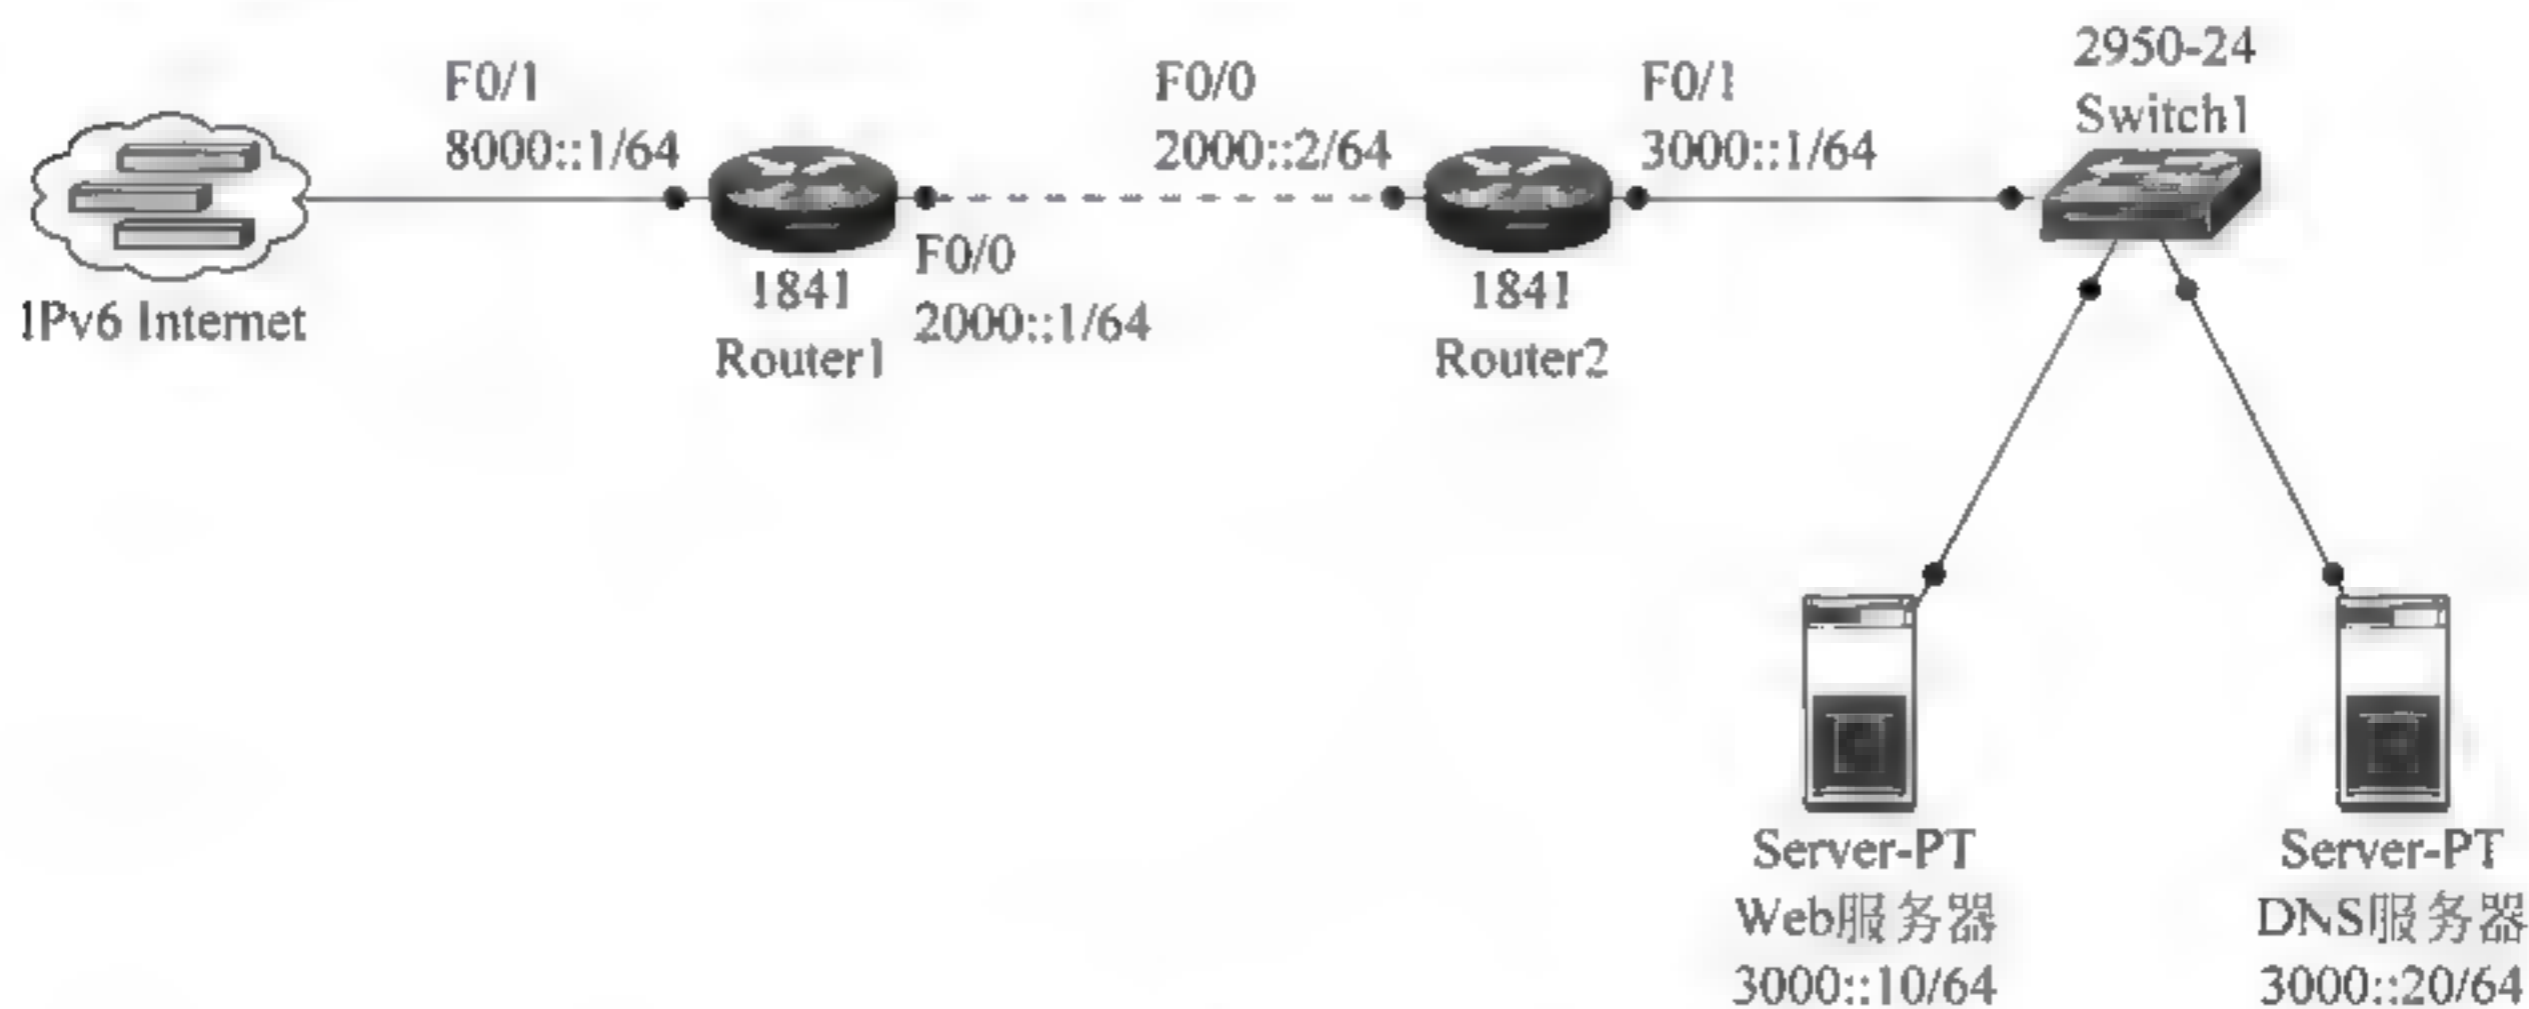 F0/1
8000::1/64
IPv6 Internet
1841
Router1
F0/0
2000::1/64
F0/0
2000::2/64
1841
Router2
F0/1
3000::1/64
2950-24
Switch1
Server-PT
Web服务器
3000::10/64
Server-PT
DNS服务器
3000::20/64